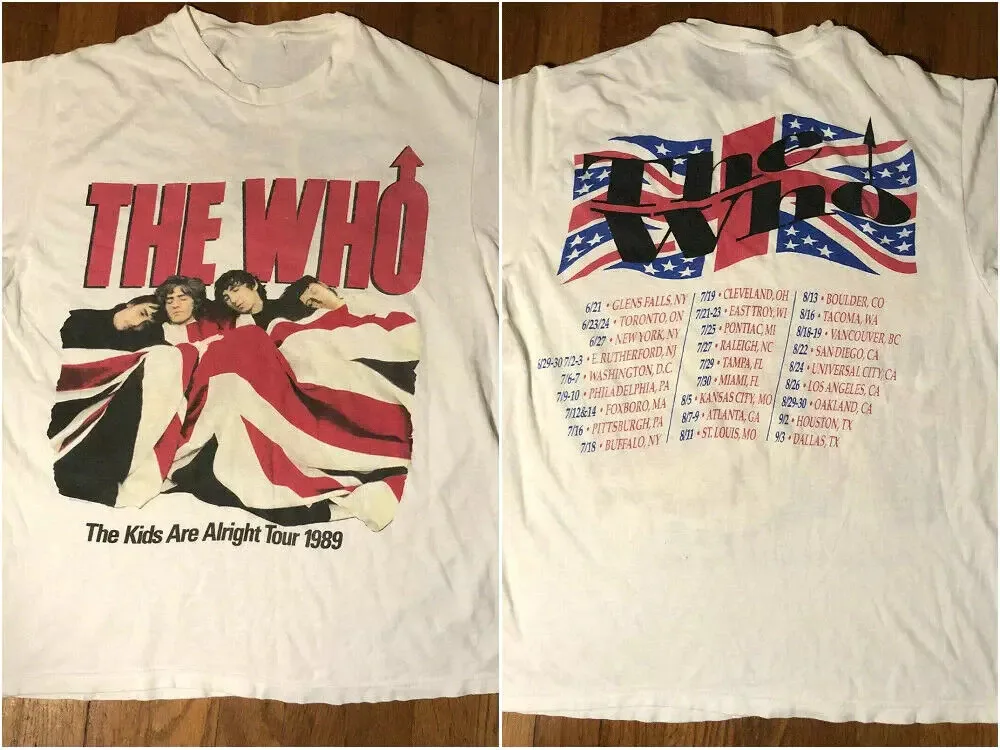 THE WHO
The Kids Are Alright Tour 1989
The
Who
6/21 • GLENS FALLS, NY
6/23/24 • TORONTO, ON
6/27 • NEW YORK, NY
6/29-30 7/2-3 • E. RUTHERFORD, NJ
7/6-7 • WASHINGTON, D.C.
7/9-10 • PHILADELPHIA, PA
7/12&14 • FOXBORO, MA
7/16 • PITTSBURGH, PA
7/18 • BUFFALO, NY
7/19 • CLEVELAND, OH
7/21-23 • EAST TROY, WI
7/25 • PONTIAC, MI
7/27 • RALEIGH, NC
7/29 • TAMPA, FL
7/30 • MIAMI, FL
8/5 • KANSAS CITY, MO
8/7-9 • ATLANTA, GA
8/11 • ST. LOUIS, MO
8/13 • BOULDER, CO
8/16 • TACOMA, WA
8/18-19 • VANCOUVER, BC
8/22 • SAN DIEGO, CA
8/24 • UNIVERSAL CITY, CA
8/26 • LOS ANGELES, CA
8/29-30 • OAKLAND, CA
9/2 • HOUSTON, TX
9/3 • DALLAS, TX